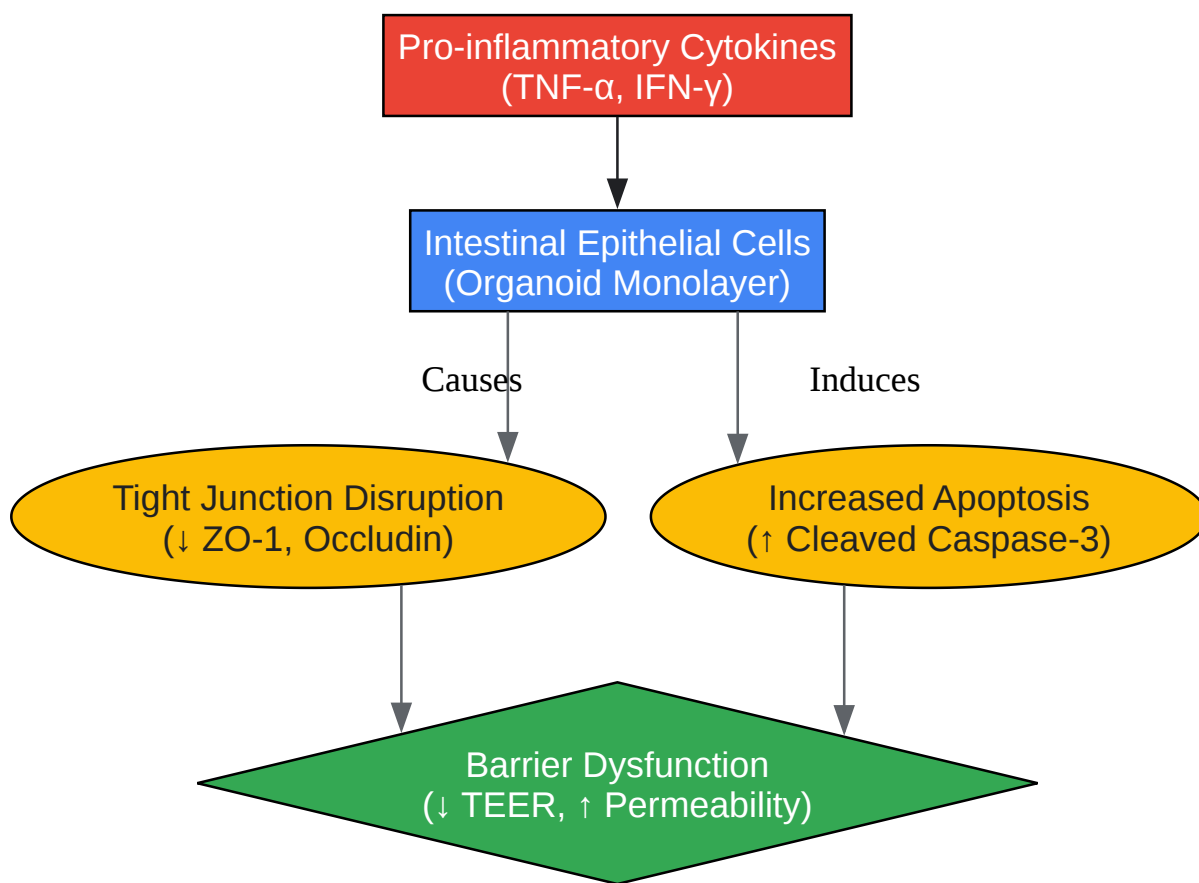 Pro-inflammatory Cytokines
(TNF-α, IFN-γ)
Intestinal Epithelial Cells
(Organoid Monolayer)
Causes
Induces
Tight Junction Disruption
(↓ ZO-1, Occludin)
Increased Apoptosis
(↑ Cleaved Caspase-3)
Barrier Dysfunction
(↓ TEER, ↑ Permeability)